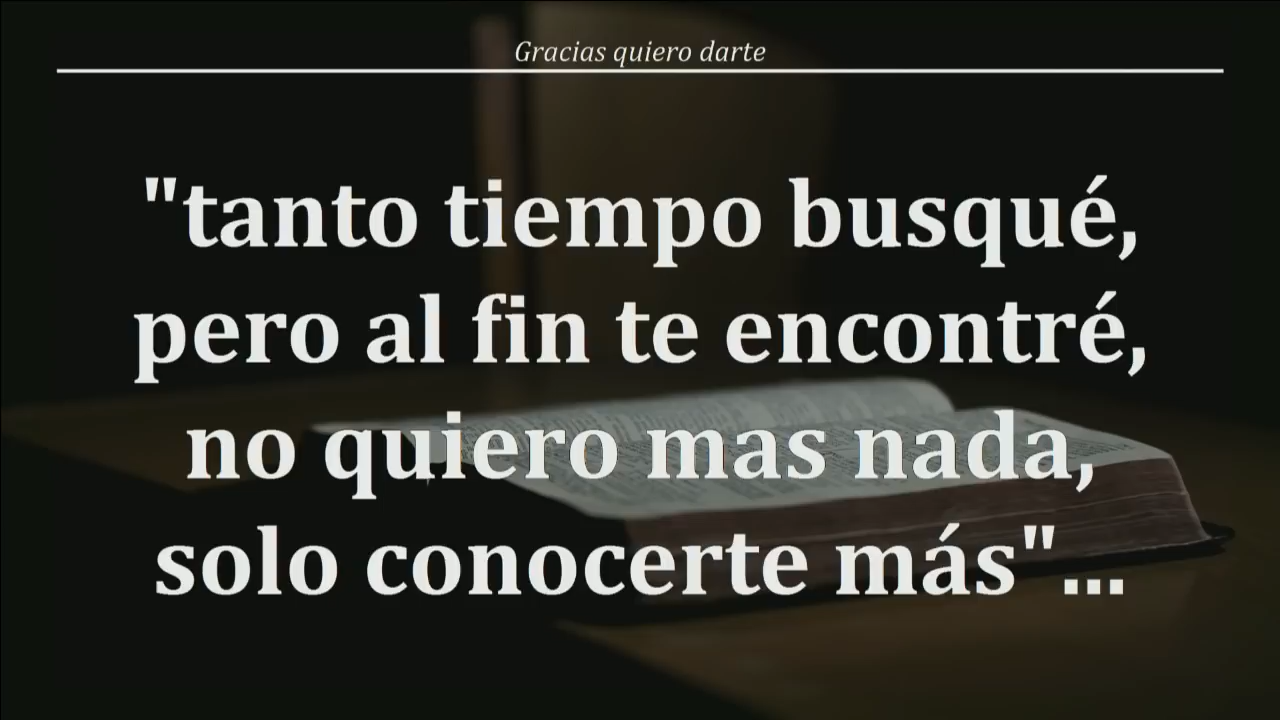 Gracias quiero darte
"tanto tiempo busqué,
pero al fin te encontré,
no quiero mas nada,
solo conocerte más"...